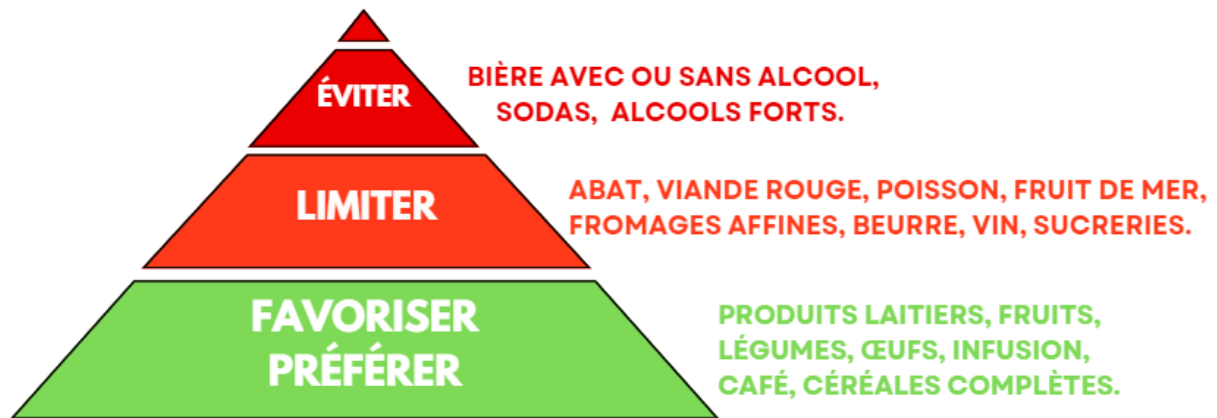 ÉVITER
BIÈRE AVEC OU SANS ALCOOL,
SODAS, ALCOOLS FORTS.
LIMITER
ABAT, VIANDE ROUGE, POISSON, FRUIT DE MER,
FROMAGES AFFINES, BEURRE, VIN, SUCRERIES.
FAVORISER
PRÉFÉRER
PRODUITS LAITIERS, FRUITS,
LÉGUMES, ŒUFS, INFUSION,
CAFÉ, CÉRÉALES COMPLÈTES.